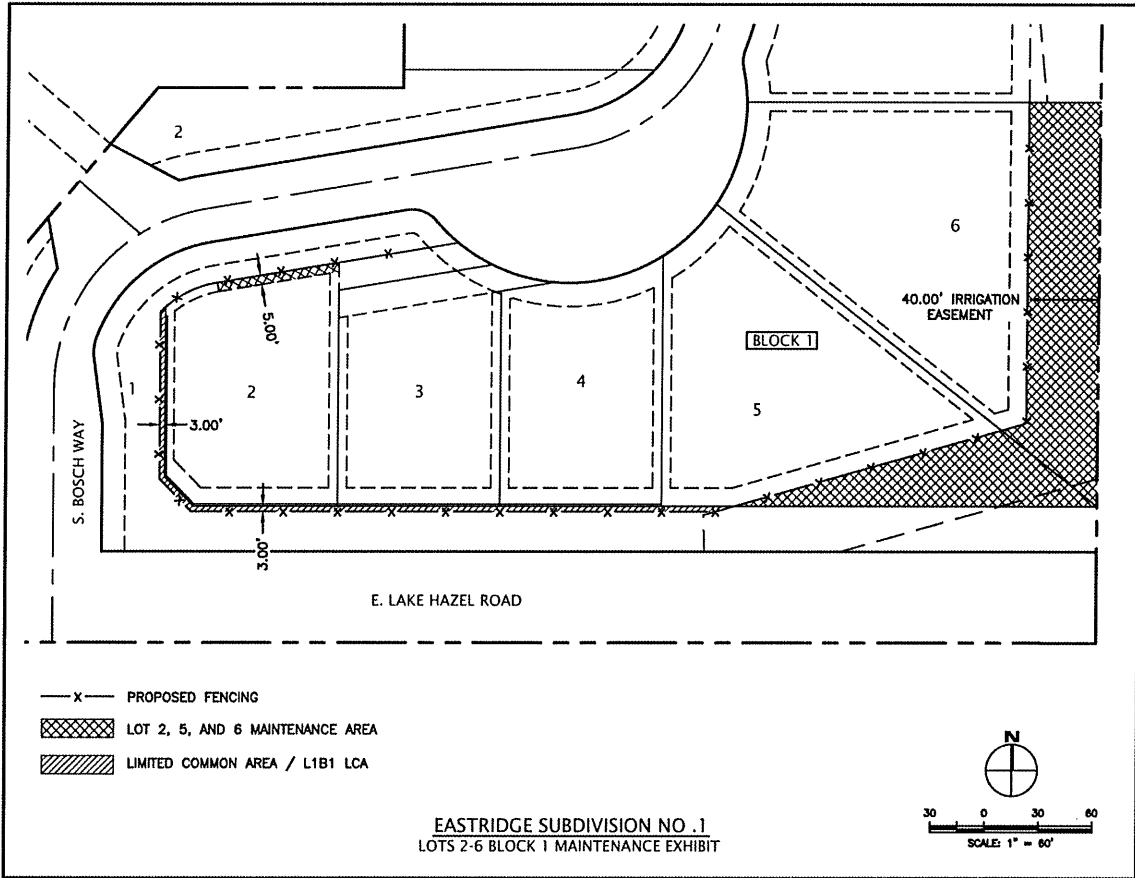 2
6
40.00' IRRIGATION
EASEMENT
5.00'
BLOCK 1
1
2
3
4
5
3.00'
S. BOSCH WAY
3.00'
E. LAKE HAZEL ROAD
x PROPOSED FENCING
LOT 2, 5, AND 6 MAINTENANCE AREA
LIMITED COMMON AREA / L1B1 LCA
N
30 0 30 60
SCALE: 1" = 60'
EASTRIDGE SUBDIVISION NO .1
LOTS 2-6 BLOCK 1 MAINTENANCE EXHIBIT